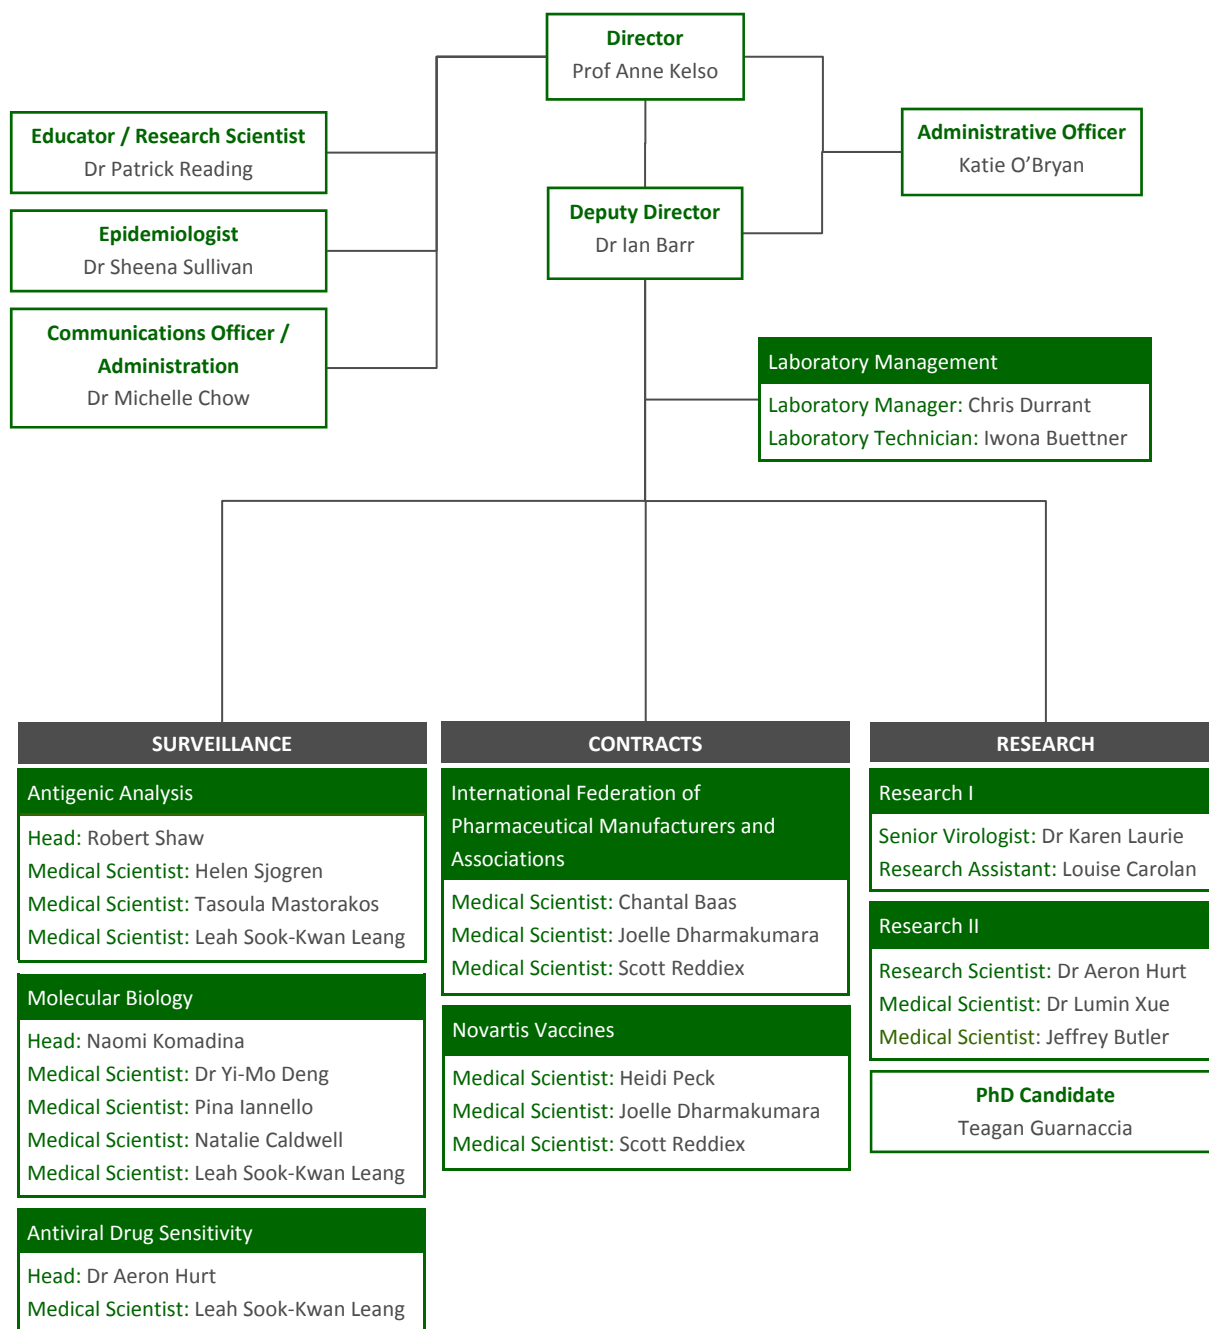 Director
Prof Anne Kelso
Educator / Research Scientist
Dr Patrick Reading
Administrative Officer
Katie O’Bryan
Epidemiologist
Dr Sheena Sullivan
Deputy Director
Dr Ian Barr
Communications Officer /
Administration
Dr Michelle Chow
Laboratory Management
Laboratory Manager: Chris Durrant
Laboratory Technician: Iwona Buettner
SURVEILLANCE
Antigenic Analysis
Head: Robert Shaw
Medical Scientist: Helen Sjogren
Medical Scientist: Tasoula Mastorakos
Medical Scientist: Leah Sook-Kwan Leang
Molecular Biology
Head: Naomi Komadina
Medical Scientist: Dr Yi-Mo Deng
Medical Scientist: Pina Iannello
Medical Scientist: Natalie Caldwell
Medical Scientist: Leah Sook-Kwan Leang
Antiviral Drug Sensitivity
Head: Dr Aeron Hurt
Medical Scientist: Leah Sook-Kwan Leang
CONTRACTS
International Federation of
Pharmaceutical Manufacturers and
Associations
Medical Scientist: Chantal Baas
Medical Scientist: Joelle Dharmakumara
Medical Scientist: Scott Reddiex
Novartis Vaccines
Medical Scientist: Heidi Peck
Medical Scientist: Joelle Dharmakumara
Medical Scientist: Scott Reddiex
RESEARCH
Research I
Senior Virologist: Dr Karen Laurie
Research Assistant: Louise Carolan
Research II
Research Scientist: Dr Aeron Hurt
Medical Scientist: Dr Lumin Xue
Medical Scientist: Jeffrey Butler
PhD Candidate
Teagan Guarnaccia